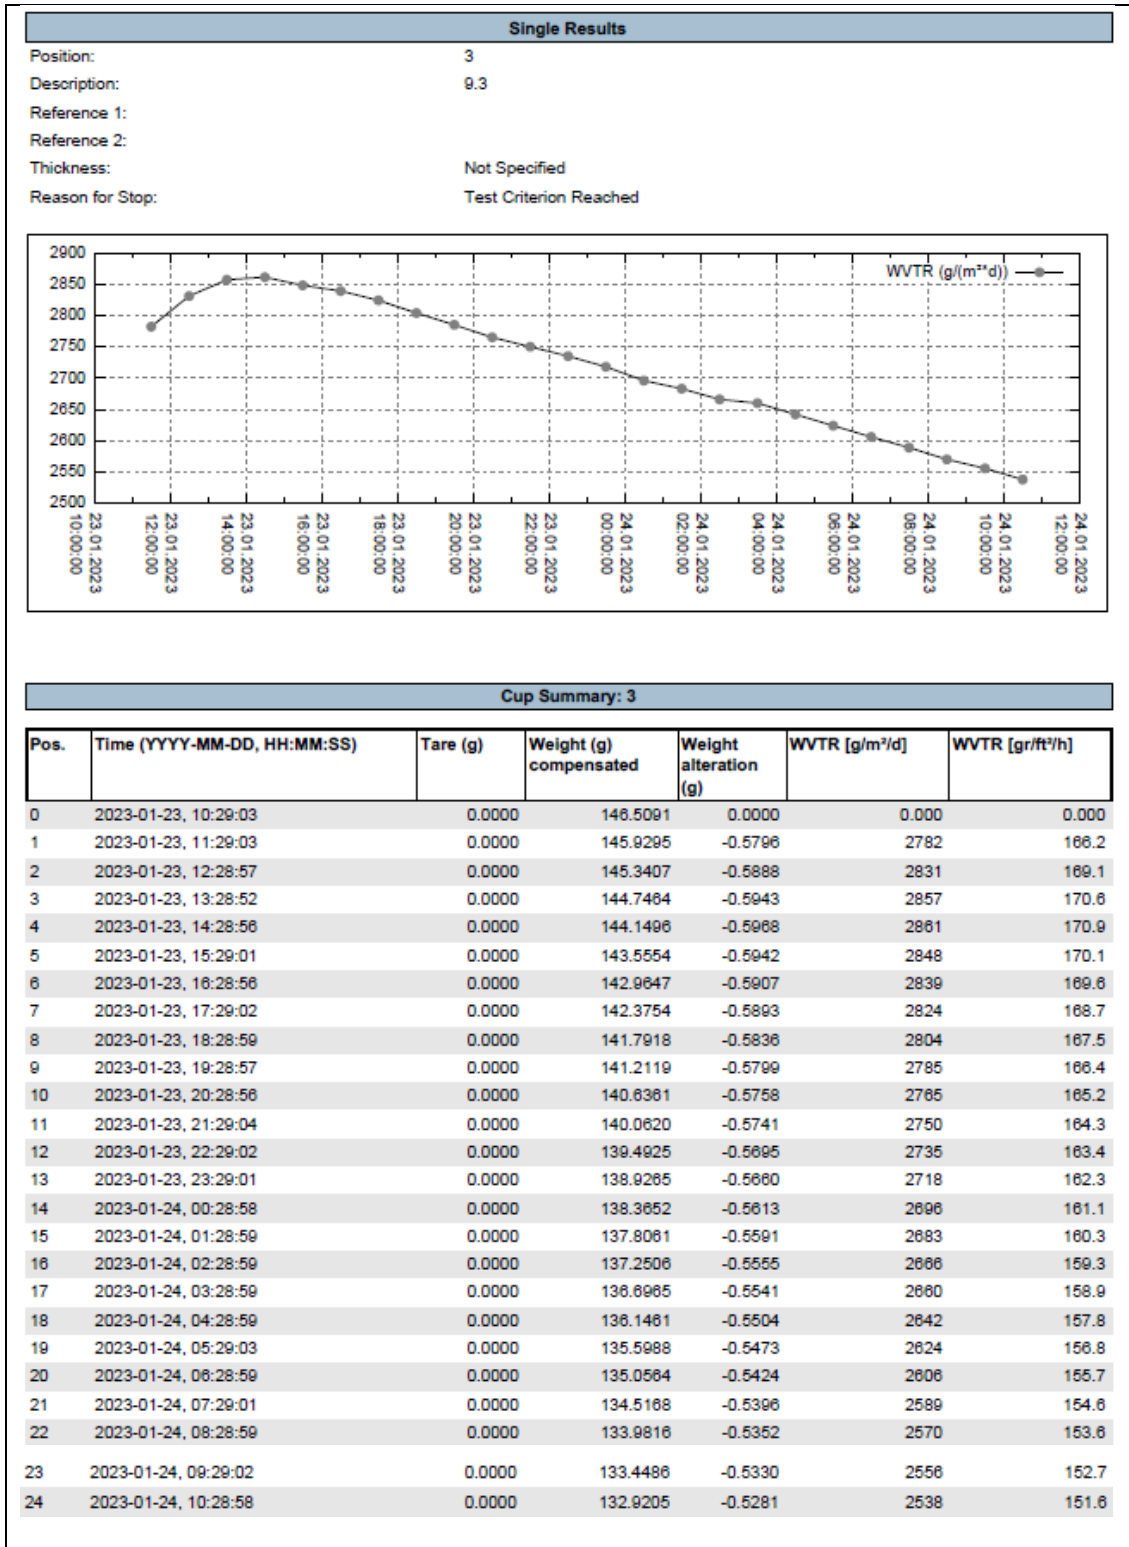 Single Results
Position: 3
Description: 9.3
Reference 1:
Reference 2:
Thickness: Not Specified
Reason for Stop: Test Criterion Reached
WVTR (g/(m²*d))
2900
2850
2800
2750
2700
2650
2600
2550
2500
23.01.2023 10:00:00
23.01.2023 12:00:00
23.01.2023 14:00:00
23.01.2023 16:00:00
23.01.2023 18:00:00
23.01.2023 20:00:00
23.01.2023 22:00:00
24.01.2023 00:00:00
24.01.2023 02:00:00
24.01.2023 04:00:00
24.01.2023 06:00:00
24.01.2023 08:00:00
24.01.2023 10:00:00
24.01.2023 12:00:00
Cup Summary: 3
Pos. Time (YYYY-MM-DD, HH:MM:SS) Tare (g) Weight (g) Weight WVTR [g/m²/d] WVTR [gr/ft²/h]
compensated alteration
(g)
0 2023-01-23, 10:29:03 0.0000 146.5091 0.0000 0.000 0.000
1 2023-01-23, 11:29:03 0.0000 145.9295 -0.5796 2782 166.2
2 2023-01-23, 12:28:57 0.0000 145.3407 -0.5888 2831 169.1
3 2023-01-23, 13:28:52 0.0000 144.7464 -0.5943 2857 170.6
4 2023-01-23, 14:28:56 0.0000 144.1496 -0.5968 2861 170.9
5 2023-01-23, 15:29:01 0.0000 143.5554 -0.5942 2848 170.1
6 2023-01-23, 16:28:56 0.0000 142.9647 -0.5907 2839 169.6
7 2023-01-23, 17:29:02 0.0000 142.3754 -0.5893 2824 168.7
8 2023-01-23, 18:28:59 0.0000 141.7918 -0.5836 2804 167.5
9 2023-01-23, 19:28:57 0.0000 141.2119 -0.5799 2785 166.4
10 2023-01-23, 20:28:56 0.0000 140.6361 -0.5758 2765 165.2
11 2023-01-23, 21:29:04 0.0000 140.0620 -0.5741 2750 164.3
12 2023-01-23, 22:29:02 0.0000 139.4925 -0.5695 2735 163.4
13 2023-01-23, 23:29:01 0.0000 138.9265 -0.5660 2718 162.3
14 2023-01-24, 00:28:58 0.0000 138.3652 -0.5613 2696 161.1
15 2023-01-24, 01:28:59 0.0000 137.8061 -0.5591 2683 160.3
16 2023-01-24, 02:28:59 0.0000 137.2506 -0.5555 2666 159.3
17 2023-01-24, 03:28:59 0.0000 136.6965 -0.5541 2660 158.9
18 2023-01-24, 04:28:59 0.0000 136.1461 -0.5504 2642 157.8
19 2023-01-24, 05:29:03 0.0000 135.5988 -0.5473 2624 156.8
20 2023-01-24, 06:28:59 0.0000 135.0564 -0.5424 2606 155.7
21 2023-01-24, 07:29:01 0.0000 134.5168 -0.5396 2589 154.6
22 2023-01-24, 08:28:59 0.0000 133.9816 -0.5352 2570 153.6
23 2023-01-24, 09:29:02 0.0000 133.4486 -0.5330 2556 152.7
24 2023-01-24, 10:28:58 0.0000 132.9205 -0.5281 2538 151.6